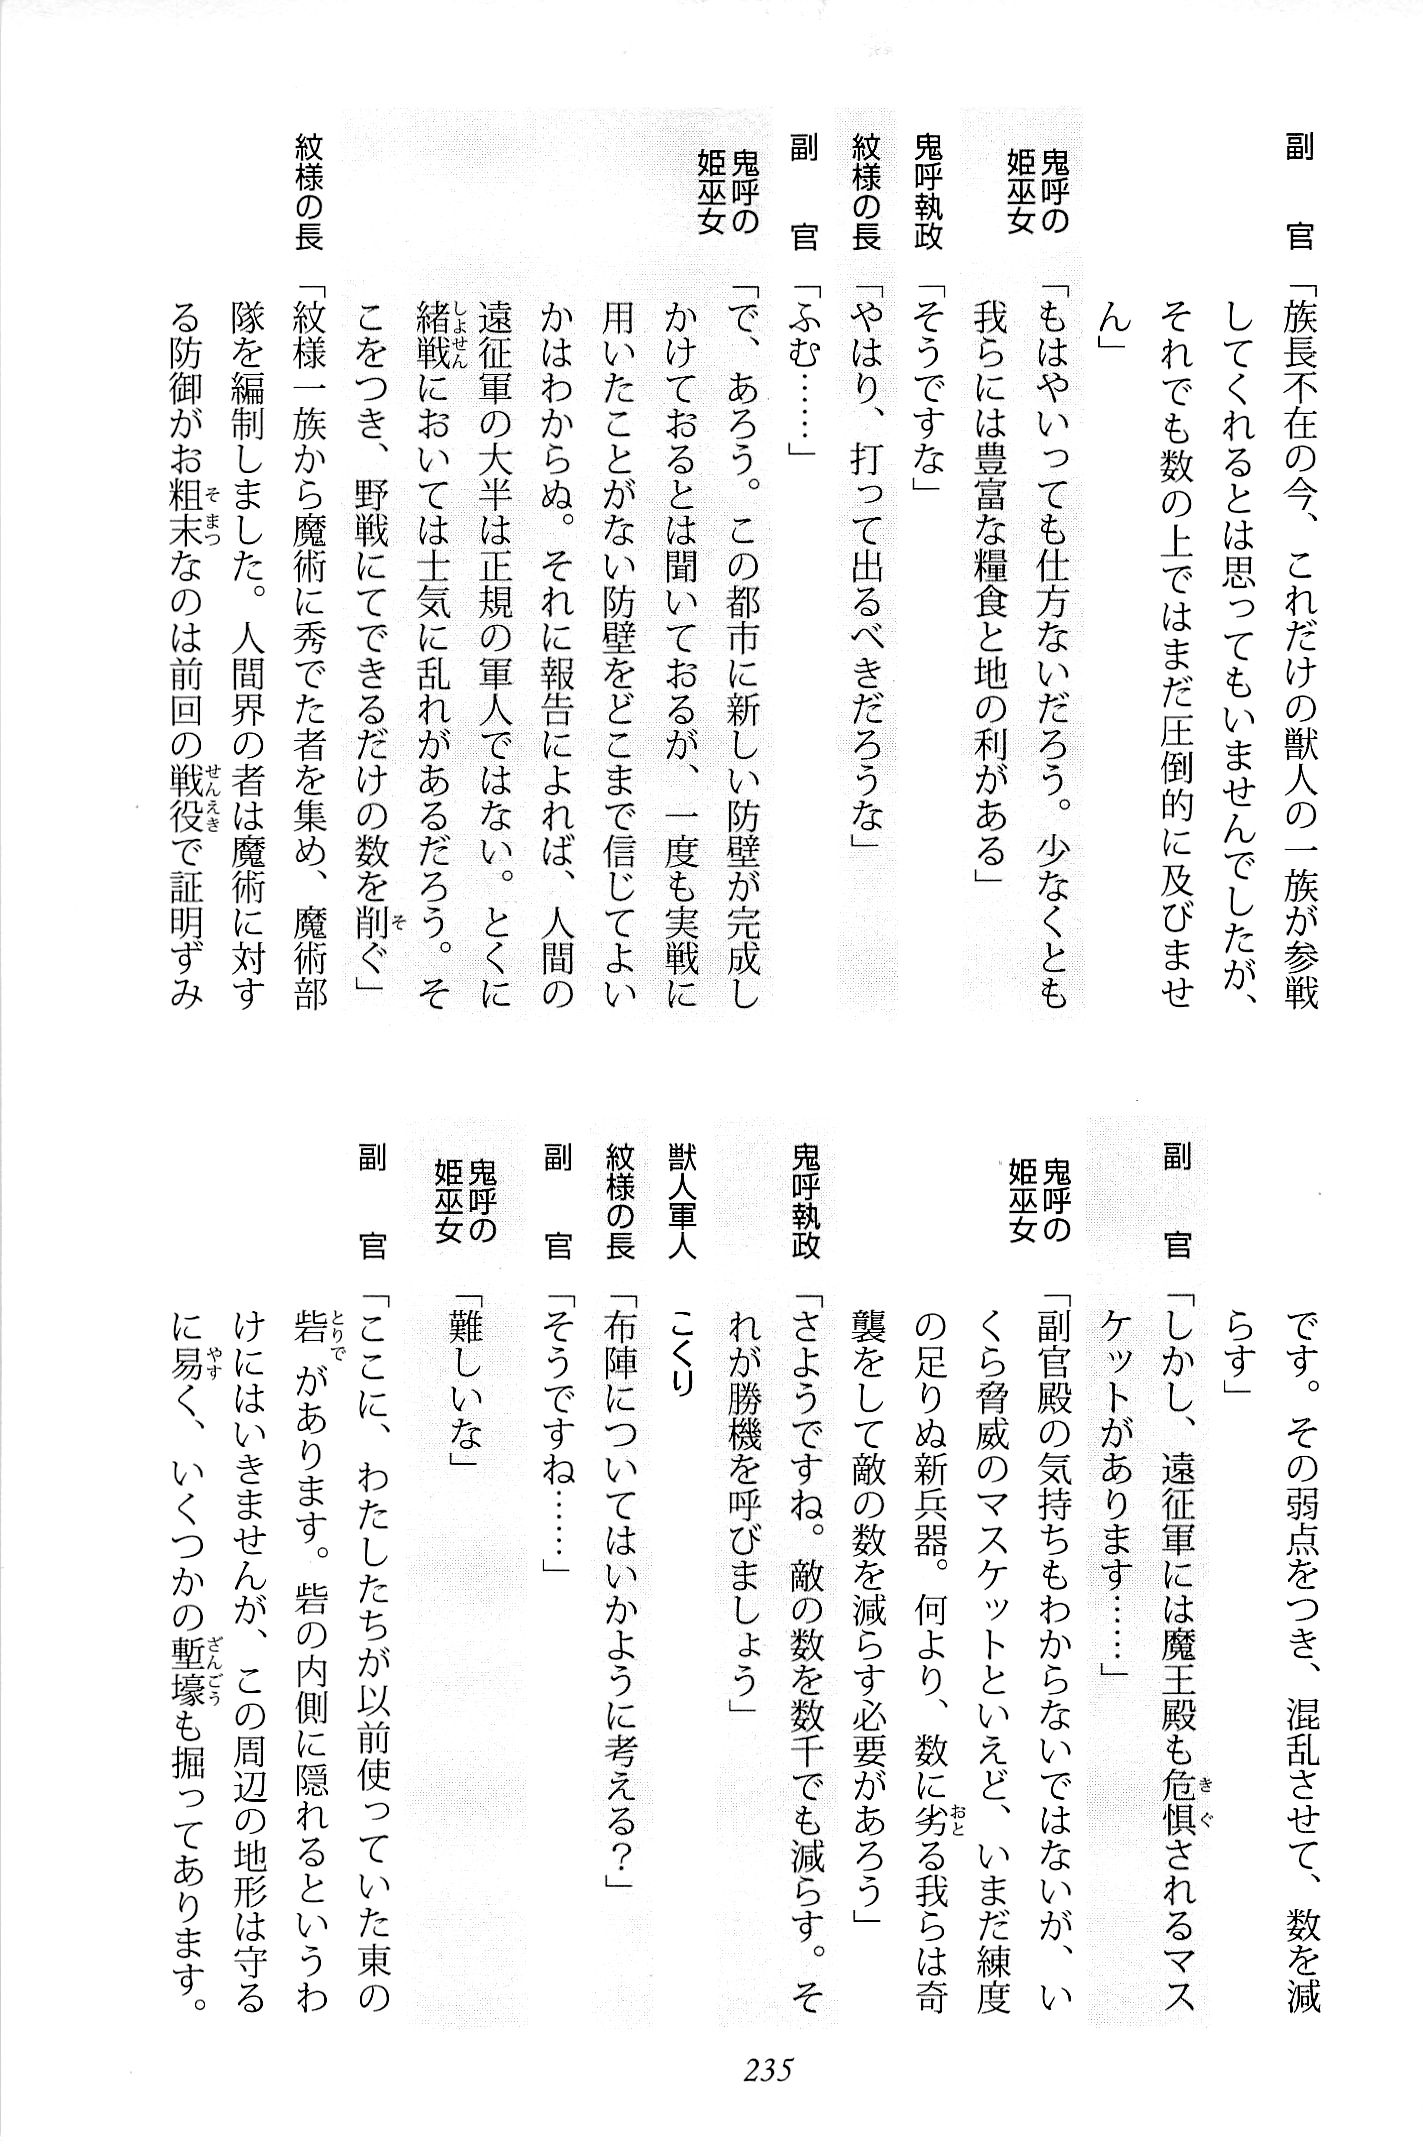 副　官「族長不在の今、これだけの獣人の一族が参戦
してくれるとは思ってもいませんでしたが、
それでも数の上ではまだ圧倒的に及びませ
ん」
鬼呼の姫巫女「もはやいっても仕方ないだろう。少なくとも
我らには豊富な糧食と地の利がある」
鬼呼執政「そうですな」
紋様の長「やはり、打って出るべきだろうな」
副　官「ふむ……」
鬼呼の姫巫女「で、あろう。この都市に新しい防壁が完成し
かけておるとは聞いておるが、一度も実戦に
用いたことがない防壁をどこまで信じてよい
かはわからぬ。それに報告によれば、人間の
遠征軍の大半は正規の軍人ではない。とくに
緒戦においては士気に乱れがあるだろう。そ
こをつき、野戦にてできるだけの数を削ぐ」
紋様の長「紋様一族から魔術に秀でた者を集め、魔術部
隊を編制しました。人間界の者は魔術に対す
る防御がお粗末なのは前回の戦役で証明ずみ
です。その弱点をつき、混乱させて、数を減
らす」
副　官「しかし、遠征軍には魔王殿も危惧されるマス
ケットがあります……」
鬼呼の姫巫女「副官殿の気持ちもわからないではないが、い
くら脅威のマスケットといえど、いまだ練度
の足りぬ新兵器。何より、数に劣る我らは奇
襲をして敵の数を減らす必要があろう」
鬼呼執政「さようですね。敵の数を数千でも減らす。そ
れが勝機を呼びましょう」
獣人軍人　こくり
紋様の長「布陣についてはいかように考える？」
副　官「そうですね……」
鬼呼の姫巫女「難しいな」
副　官「ここに、わたしたちが以前使っていた東の
砦があります。砦の内側に隠れるというわ
けにはいきませんが、この周辺の地形は守る
に易く、いくつかの塹壕も掘ってあります。
235